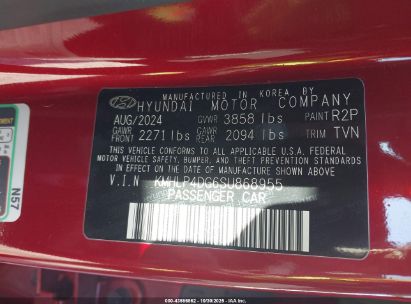 MANUFACTURED IN KOREA BY
HYUNDAI MOTOR COMPANY
AUG/2024 GVWR 3858 lbs PAINT R2P
GAWR FRONT 2271 lbs GAWR REAR 2094 lbs TRIM TVN
THIS VEHICLE CONFORMS TO ALL APPLICABLE U.S.A. FEDERAL
MOTOR VEHICLE SAFETY, BUMPER, AND THEFT PREVENTION STANDARDS
IN EFFECT ON THE DATE OF MANUFACTURE SHOWN ABOVE.
V.I.N KMHLP4DG6SU868955
PASSENGER CAR
N57